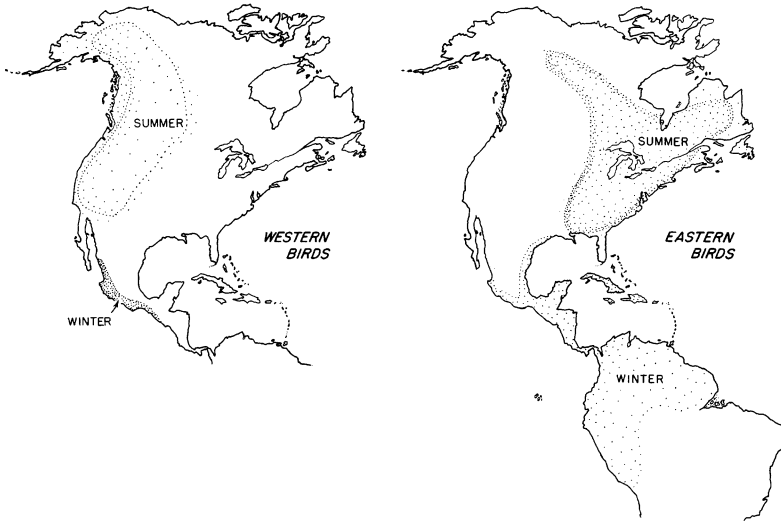 SUMMER
WESTERN
BIRDS
WINTER
SUMMER
EASTERN
BIRDS
WINTER